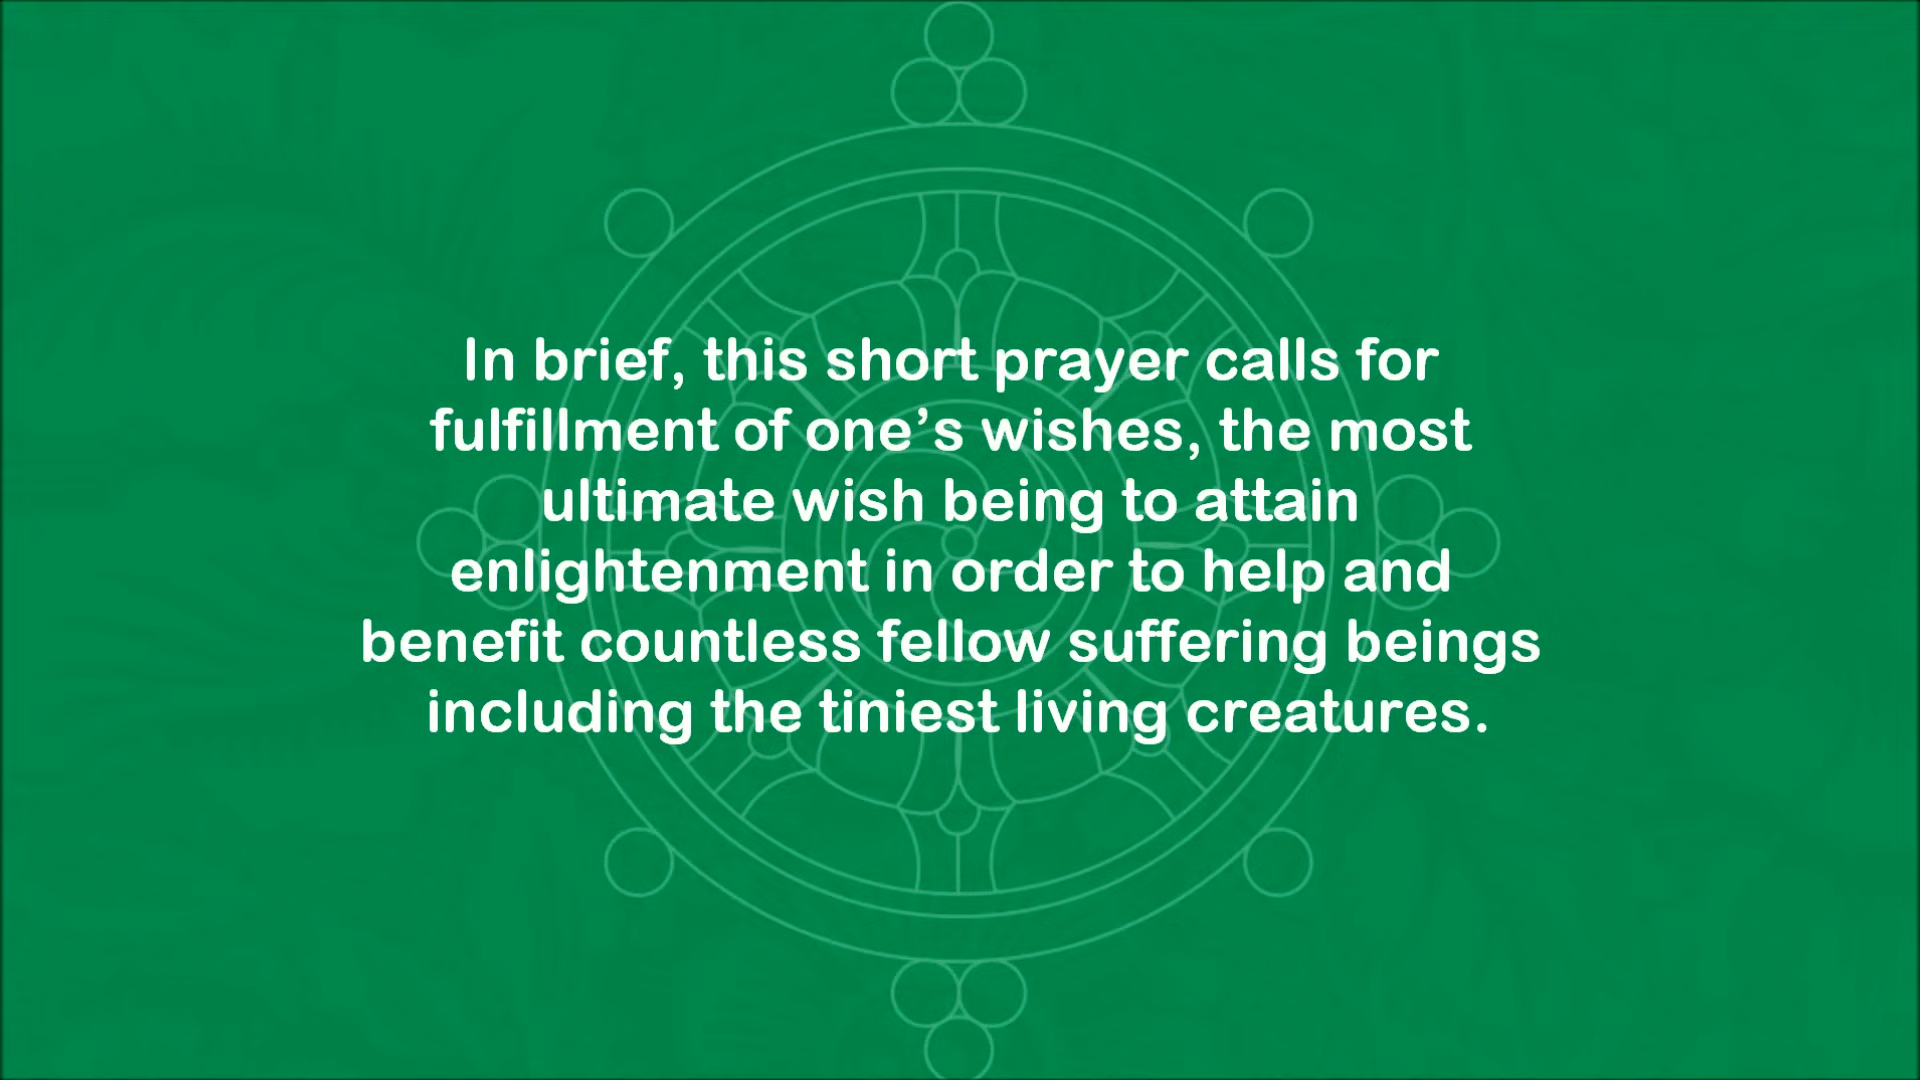 In brief, this short prayer calls for
fulfillment of one’s wishes, the most
ultimate wish being to attain
enlightenment in order to help and
benefit countless fellow suffering beings
including the tiniest living creatures.